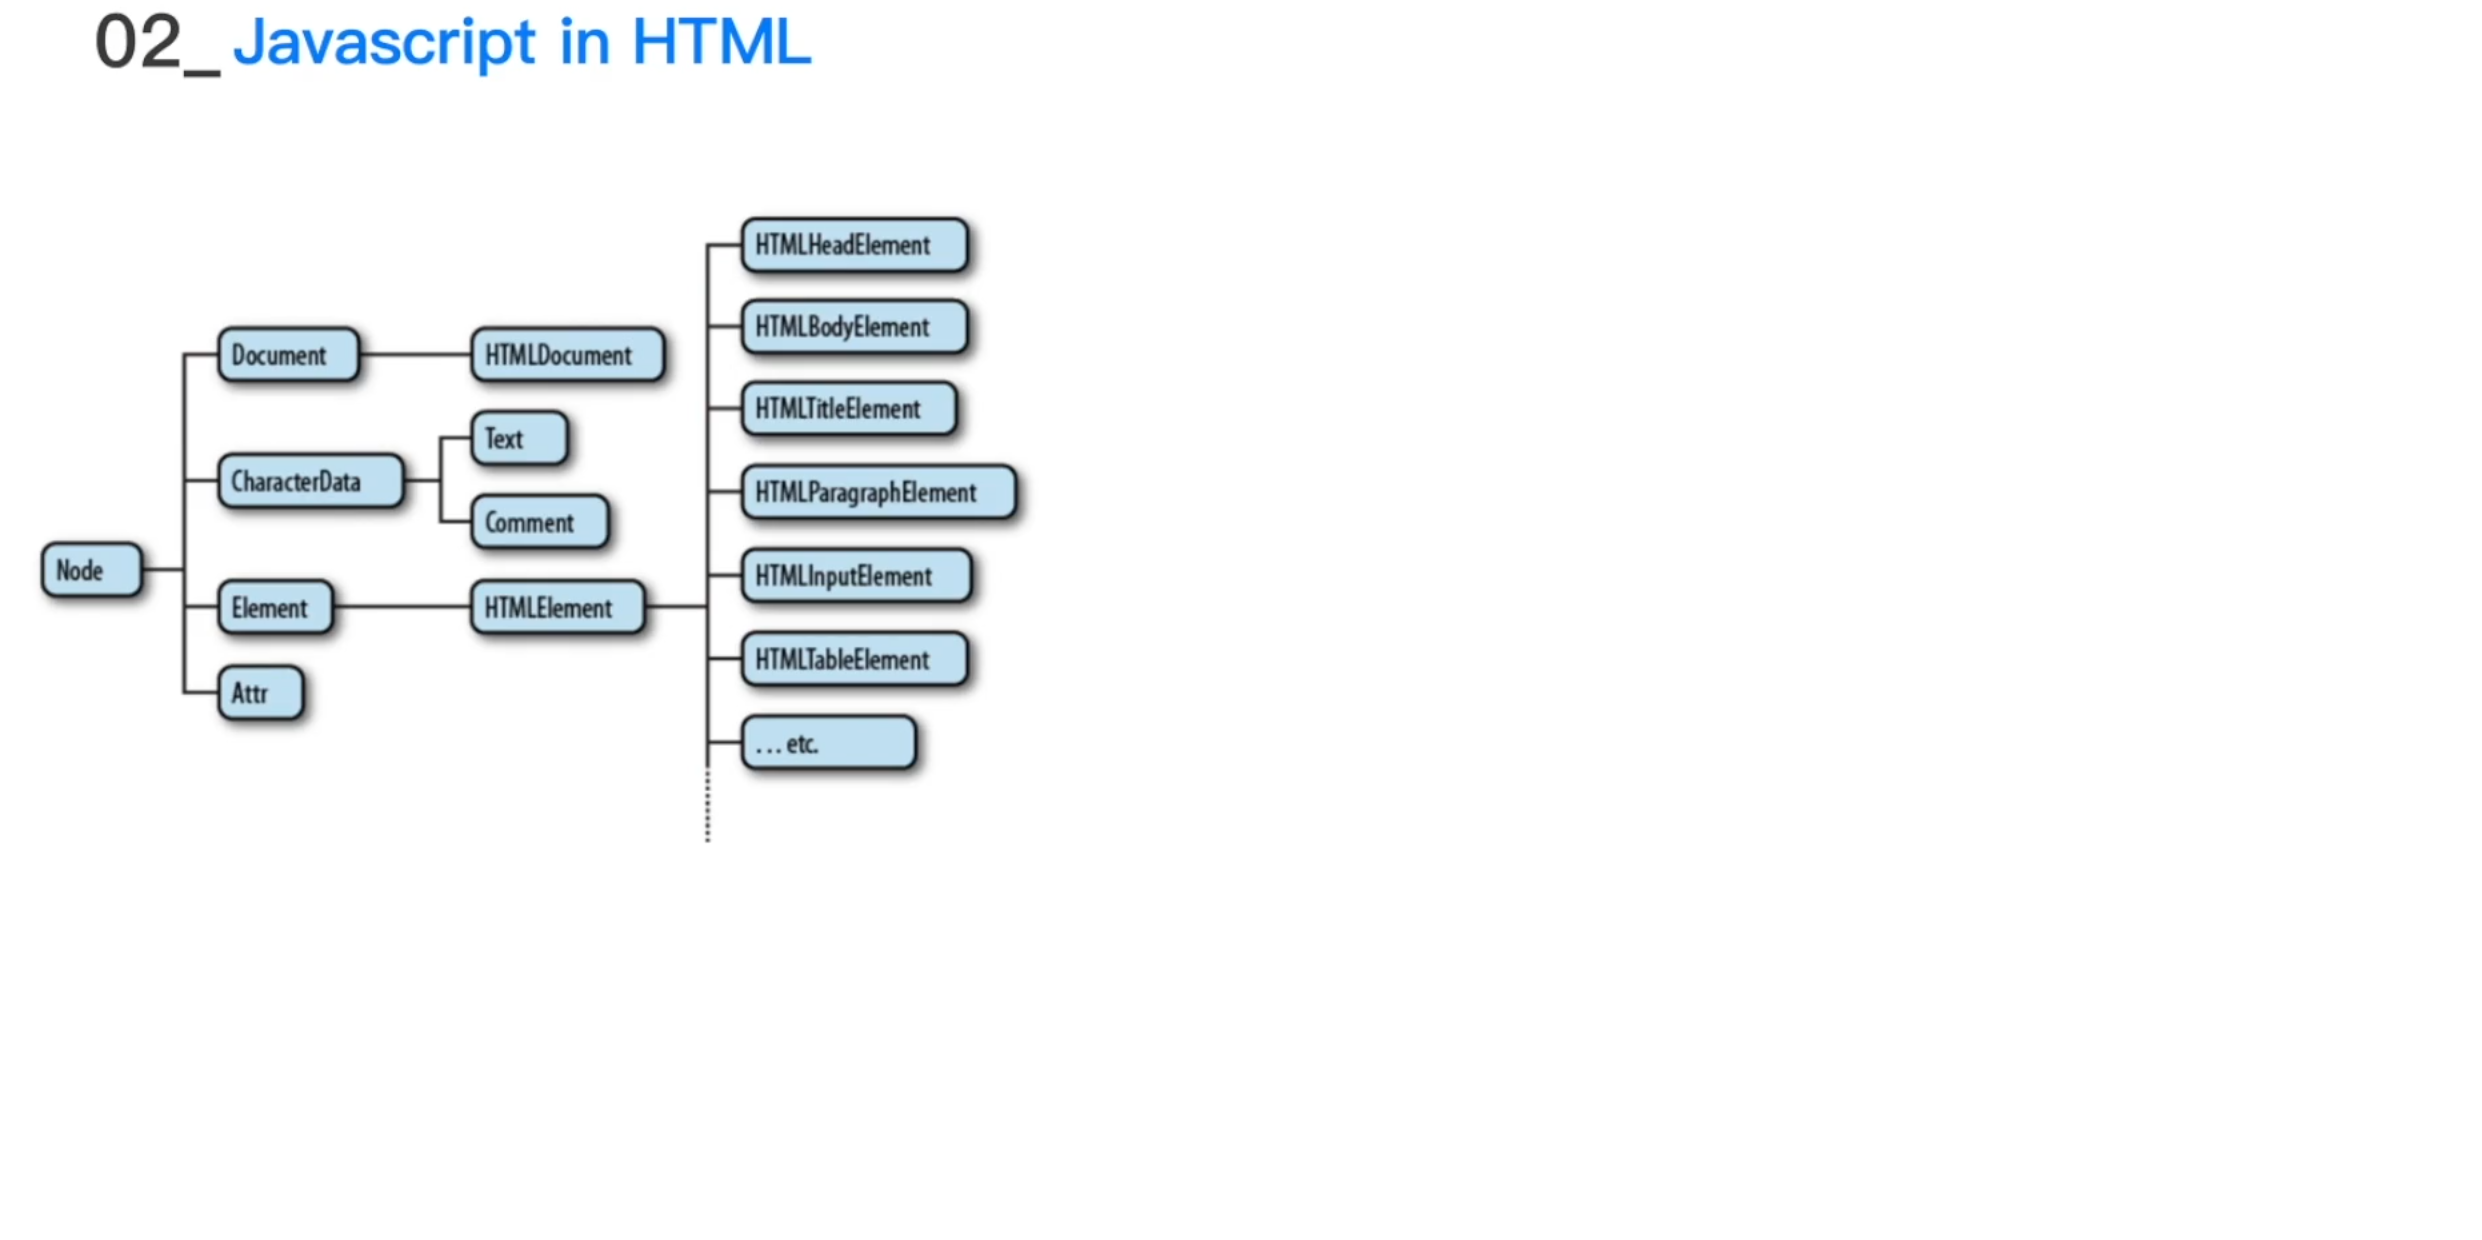 02_ Javascript in HTML
Node
Document
CharacterData
Element
Attr
HTMLDocument
Text
Comment
HTMLElement
HTMLHeadElement
HTMLBodyElement
HTMLTitleElement
HTMLParagraphElement
HTMLInputElement
HTMLTableElement
... etc.